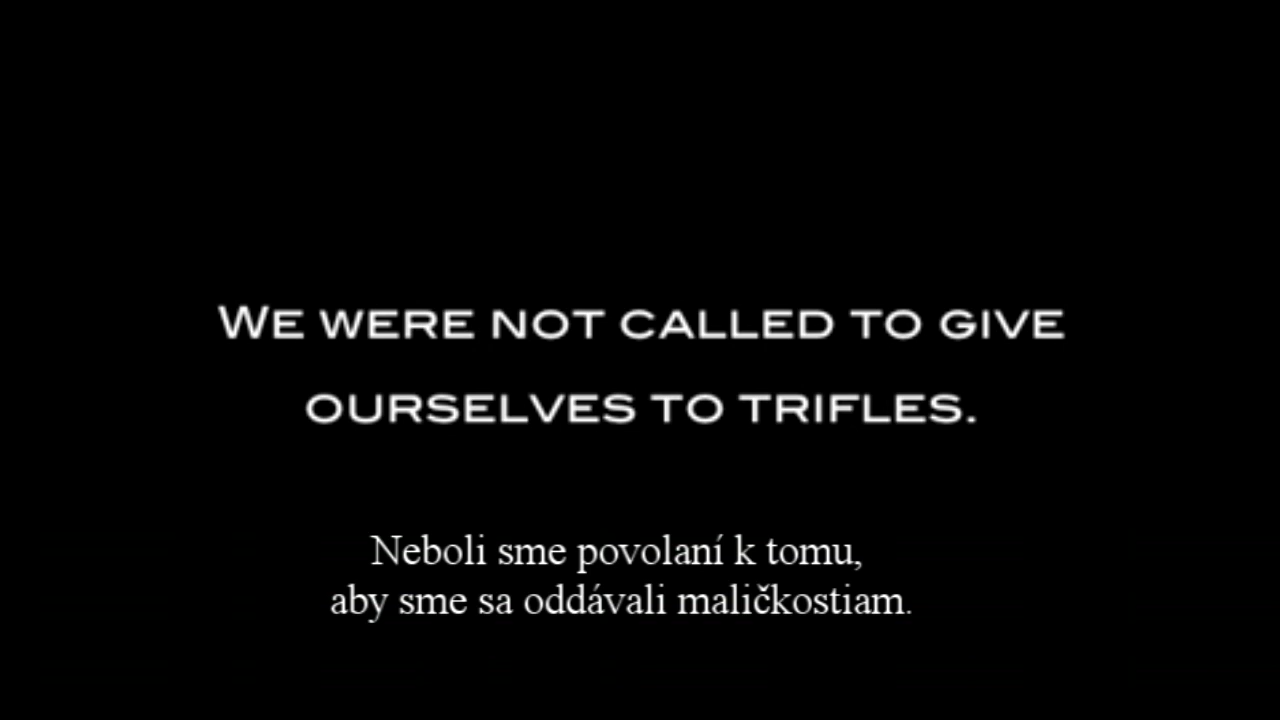 We were not called to give
ourselves to trifles.
Neboli sme povolaní k tomu,
aby sme sa oddávali maličkostiam.